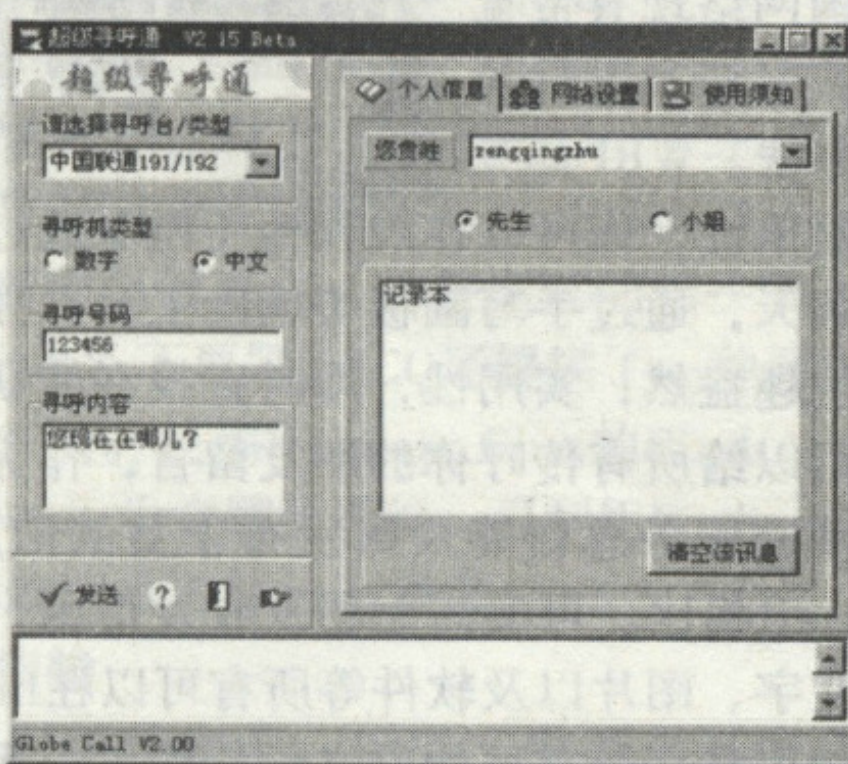 超级寻呼通 V2 15 Beta
超级寻呼通
请选择寻呼台/类型
中国联通191/192
寻呼机类型
数字 中文
寻呼号码
123456
寻呼内容
您现在在哪儿?
发送 ?
个人信息 网络设置 使用须知
您贵姓 zengqingzhu
先生 小姐
记录本
清空该讯息
Globe Call V2.00